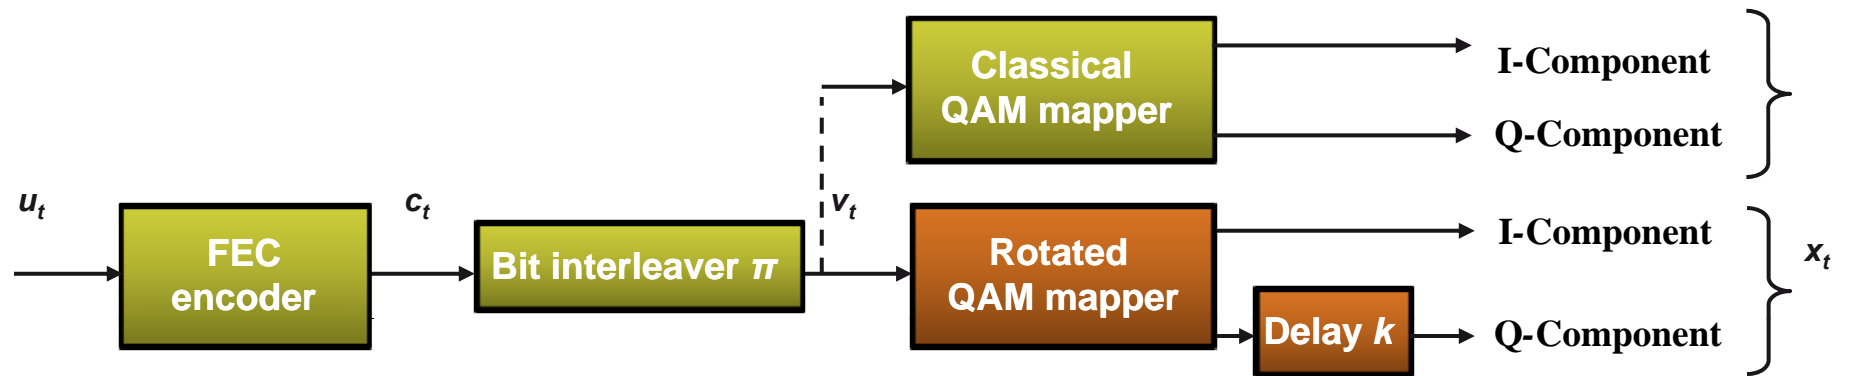 Classical
QAM mapper
I-Component
Q-Component
u_t
c_t
v_t
FEC
encoder
Bit interleaver π
Rotated
QAM mapper
I-Component
Delay k
Q-Component
x_t